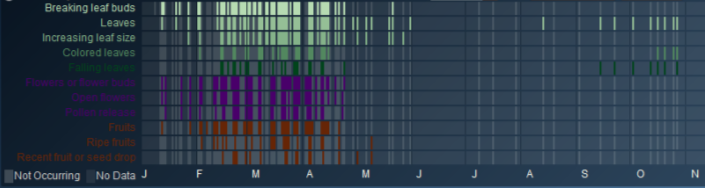 Breaking leaf buds
Leaves
Increasing leaf size
Colored leaves
Falling leaves
Flowers or flower buds
Open flowers
Fruits
Ripe fruits
Recent fruit or seed drop
Not Occurring No Data J F M A M J J A S O N